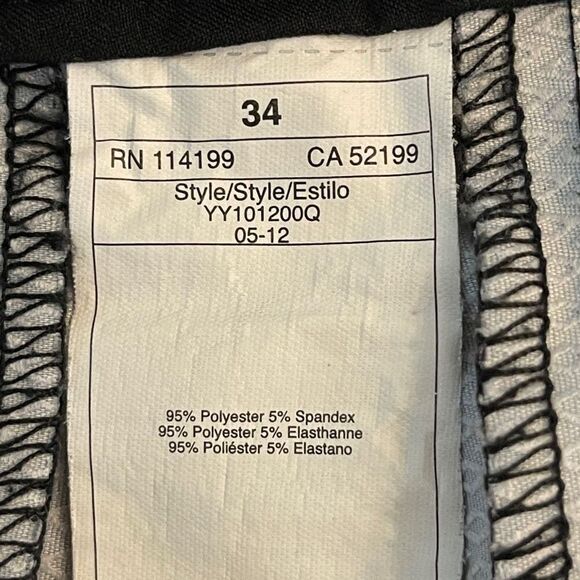 34
RN 114199 CA 52199
Style/Style/Estilo
YY101200Q
05-12
95% Polyester 5% Spandex
95% Polyester 5% Elasthanne
95% Poliéster 5% Elastano